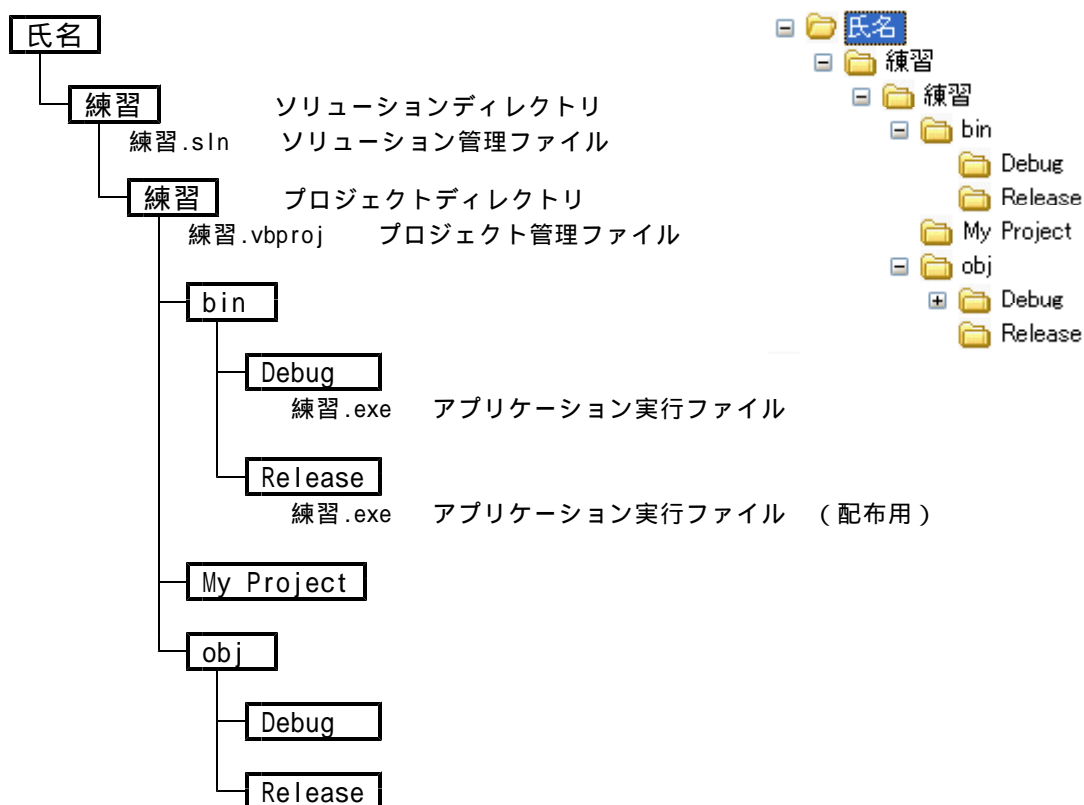 氏名
練習 ソリューションディレクトリ
練習.sln ソリューション管理ファイル
練習 プロジェクトディレクトリ
練習.vbproj プロジェクト管理ファイル
bin
Debug
練習.exe アプリケーション実行ファイル
Release
練習.exe アプリケーション実行ファイル (配布用)
My Project
obj
Debug
Release
氏名
練習
練習
bin
Debug
Release
My Project
obj
Debug
Release